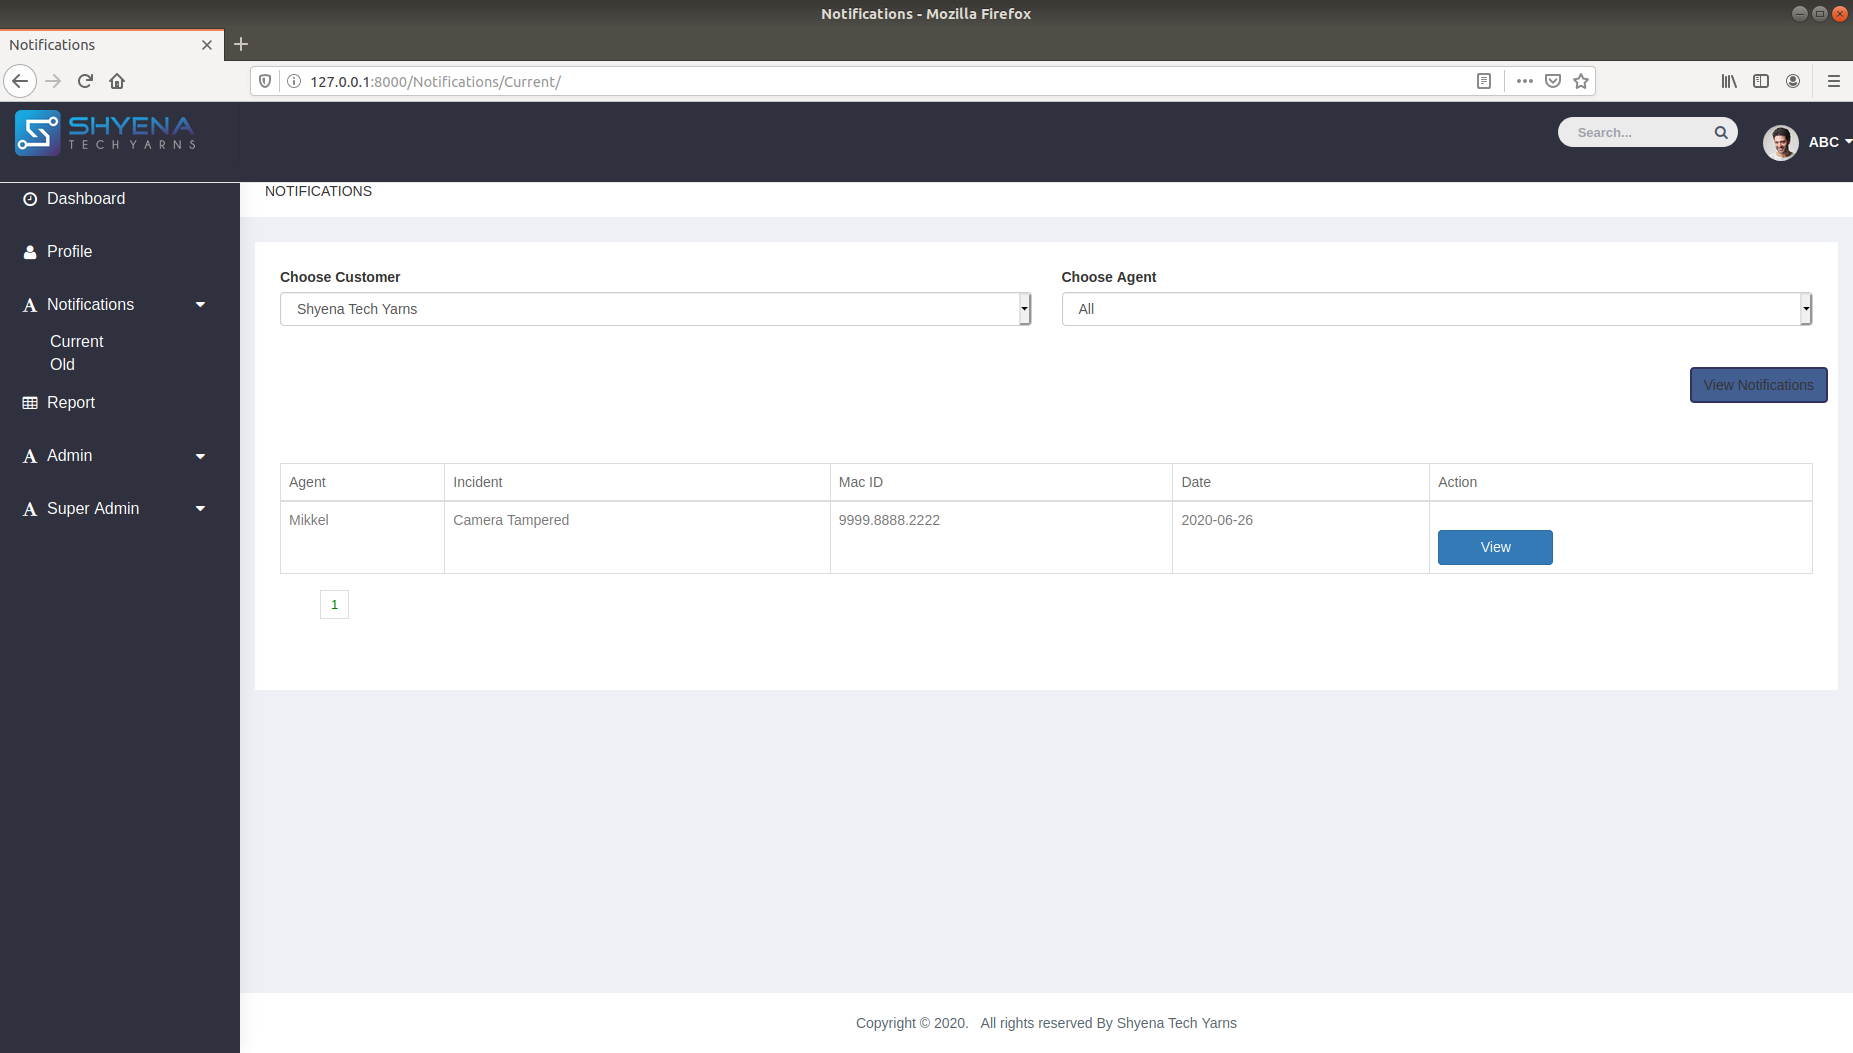 Notifications - Mozilla Firefox
Notifications
127.0.0.1:8000/Notifications/Current/
SHYENA
TECH YARNS
Search...
ABC
Dashboard
Profile
Notifications
Current
Old
Report
Admin
Super Admin
NOTIFICATIONS
Choose Customer
Choose Agent
Shyena Tech Yarns
All
View Notifications
Agent Incident Mac ID Date Action
Mikkel Camera Tampered 9999.8888.2222 2020-06-26
View
1
Copyright © 2020. All rights reserved By Shyena Tech Yarns